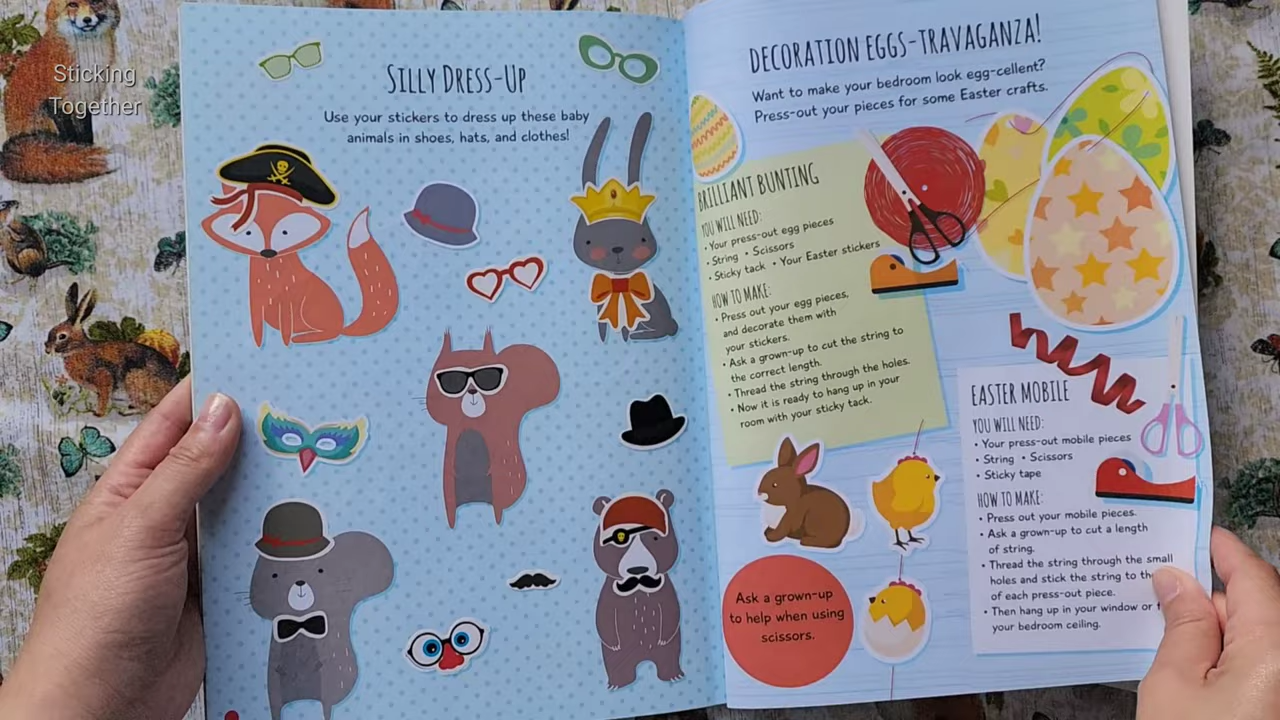 Sticking
Together
SILLY DRESS-UP
Use your stickers to dress up these baby
animals in shoes, hats, and clothes!
DECORATION EGGS-TRAVAGANZA!
Want to make your bedroom look egg-cellent?
Press-out your pieces for some Easter crafts.
BRILLIANT BUNTING
YOU WILL NEED:
• Your press-out egg pieces
• String • Scissors
• Sticky tack • Your Easter stickers
HOW TO MAKE:
• Press out your egg pieces,
and decorate them with
your stickers.
• Ask a grown-up to cut the string to
the correct length.
• Thread the string through the holes.
• Now it is ready to hang up in your
room with your sticky tack.
EASTER MOBILE
YOU WILL NEED:
• Your press-out mobile pieces
• String • Scissors
• Sticky tape
HOW TO MAKE:
• Press out your mobile pieces.
• Ask a grown-up to cut a length
of string.
• Thread the string through the small
holes and stick the string to the
of each press-out piece.
• Then hang up in your window or
your bedroom ceiling.
Ask a grown-up
to help when using
scissors.